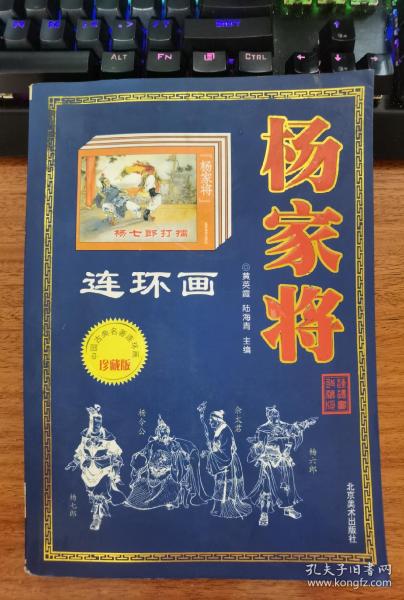 ALT
FN
CTRL
杨家将
「杨家将」
杨七郎打擂
连环画
◎黄英霞 陆海青 主编
中国古典名著连环画
珍藏版
杨令公
佘太君
杨六郎
杨七郎
北京美术出版社
孔夫子旧书网
www.kongfz.com